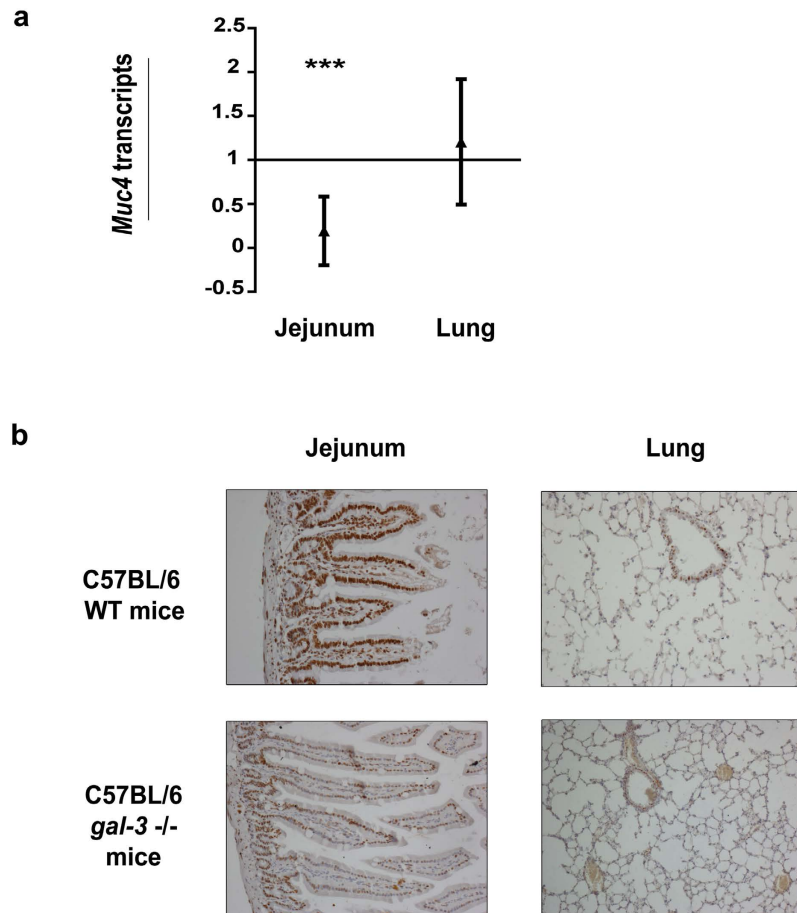 a
Muc4 transcripts
2.5
2
1.5
1
0.5
0
-0.5
***
Jejunum
Lung
b
Jejunum
Lung
C57BL/6
WT mice
C57BL/6
gal-3 -/-
mice